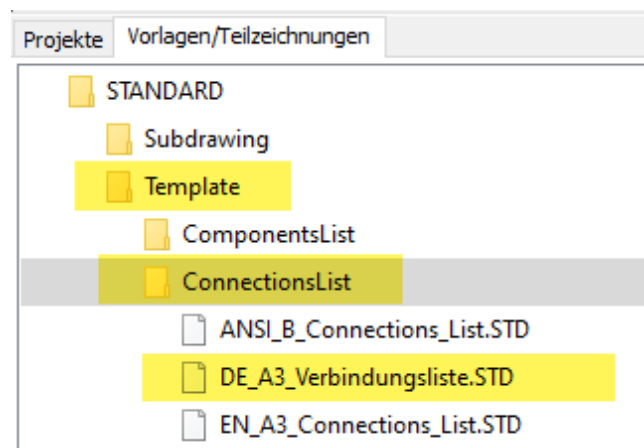 Projekte Vorlagen/Teilzeichnungen
STANDARD
Subdrawing
Template
ComponentsList
ConnectionsList
ANSI_B_Connections_List.STD
DE_A3_Verbindungsliste.STD
EN_A3_Connections_List.STD